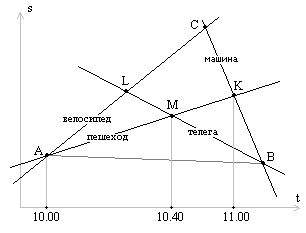 s
C
машина
L
K
велосипед
M
пешеход
телега
A
B
t
10.00
10.40
11.00